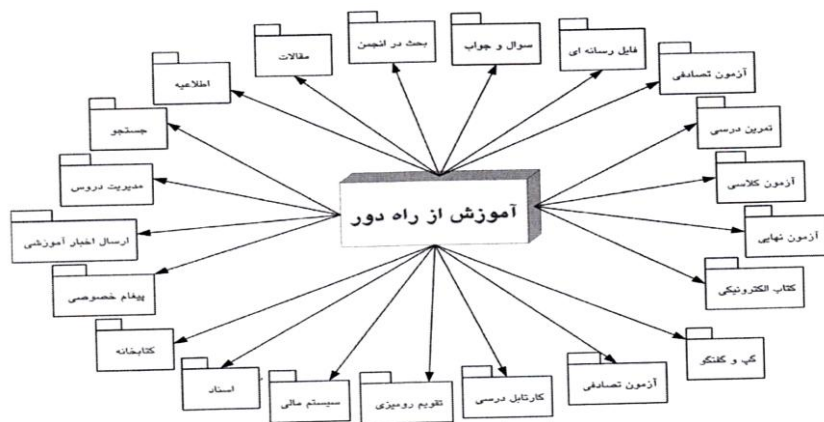 بحث در انجمن
سوال و جواب
فایل رسانه ای
مقالات
آزمون تصادفی
اطلاعیه
تمرین درسی
جستجو
آزمون کلاسی
مدیریت دروس
آموزش از راه دور
آزمون نهایی
ارسال اخبار آموزشی
کتاب الکترونیکی
پیغام خصوصی
گپ و گفتگو
کتابخانه
آزمون تصادفی
کارتابل درسی
تقویم رومیزی
سیستم مالی
اسناد